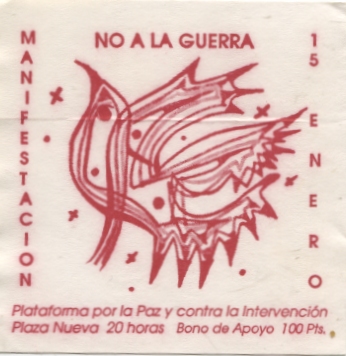 NO A LA GUERRA
MANIFESTACION
15 ENERO
Plataforma por la Paz y contra la Intervención
Plaza Nueva 20 horas Bono de Apoyo 100 Pts.